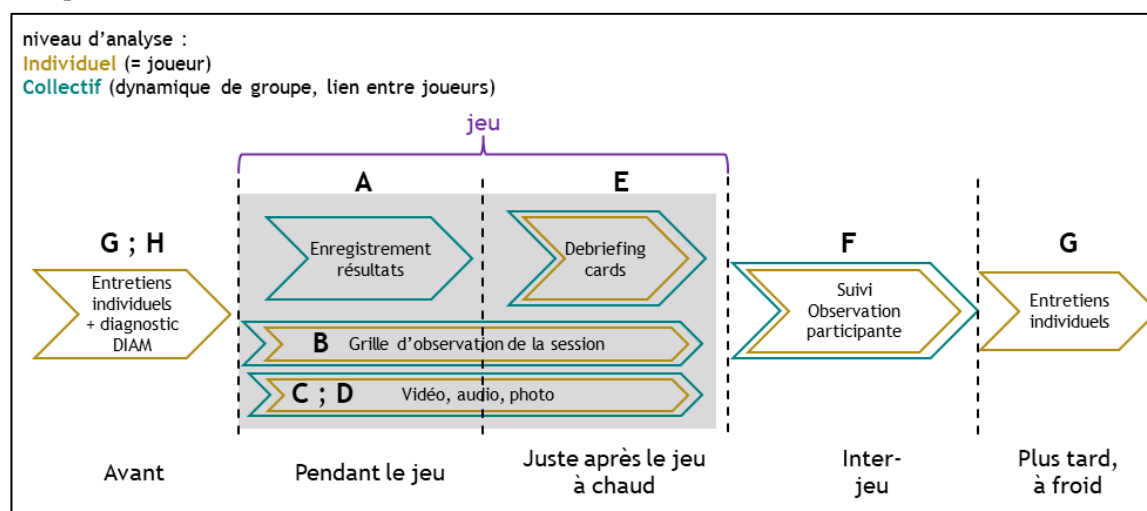 niveau d’analyse :
Individuel (= joueur)
Collectif (dynamique de groupe, lien entre joueurs)
jeu
A
E
G ; H
F
G
Entretiens
individuels
+ diagnostic
DIAM
Enregistrement
résultats
Debriefing
cards
Suivi
Observation
participante
Entretiens
individuels
B Grille d’observation de la session
C ; D Vidéo, audio, photo
Avant
Pendant le jeu
Juste après le jeu
à chaud
Inter-
jeu
Plus tard,
à froid